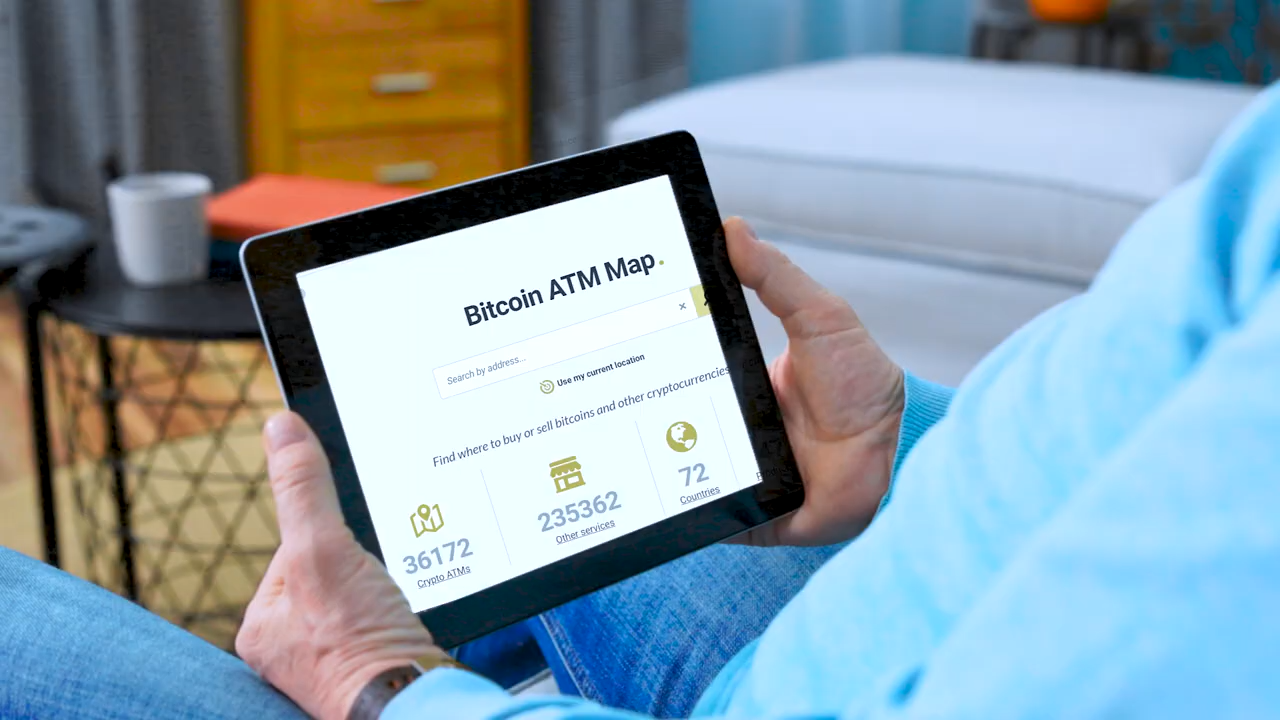 Bitcoin ATM Map.
Search by address...
Use my current location
Find where to buy or sell bitcoins and other cryptocurrencies
36172
Crypto ATMs
235362
Other services
72
Countries